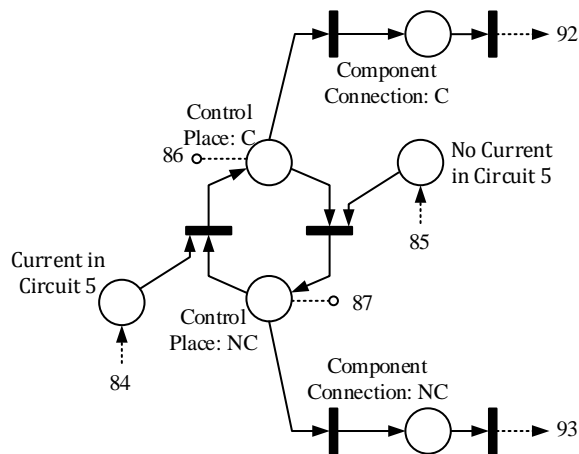 92
Component
Connection: C
Control
Place: C
86
No Current
in Circuit 5
85
Current in
Circuit 5
84
87
Control
Place: NC
Component
Connection: NC
93